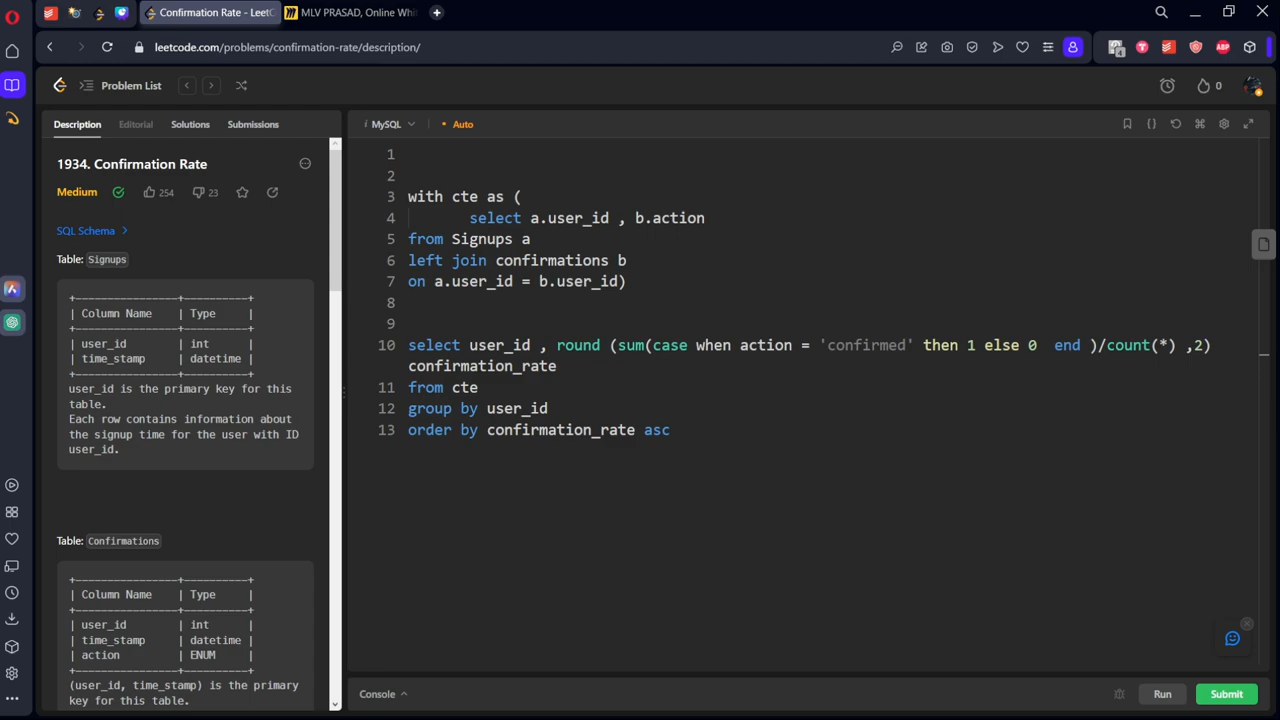 Confirmation Rate - LeetC
MLV PRASAD, Online Whi
leetcode.com/problems/confirmation-rate/description/
4
ABP
Problem List
0
Description
Editorial
Solutions
Submissions
1934. Confirmation Rate
Medium
254
23
SQL Schema
Table: Signups
+----------------+----------+
| Column Name | Type |
+----------------+----------+
| user_id | int |
| time_stamp | datetime |
+----------------+----------+
user_id is the primary key for this
table.
Each row contains information about
the signup time for the user with ID
user_id.
Table: Confirmations
+----------------+----------+
| Column Name | Type |
+----------------+----------+
| user_id | int |
| time_stamp | datetime |
| action | ENUM |
+----------------+----------+
(user_id, time_stamp) is the primary
key for this table.
i MySQL
• Auto
1
2
3 with cte as (
4 select a.user_id , b.action
5 from Signups a
6 left join confirmations b
7 on a.user_id = b.user_id)
8
9
10 select user_id , round (sum(case when action = 'confirmed' then 1 else 0 end )/count(*) ,2)
confirmation_rate
11 from cte
12 group by user_id
13 order by confirmation_rate asc
Console
Run
Submit